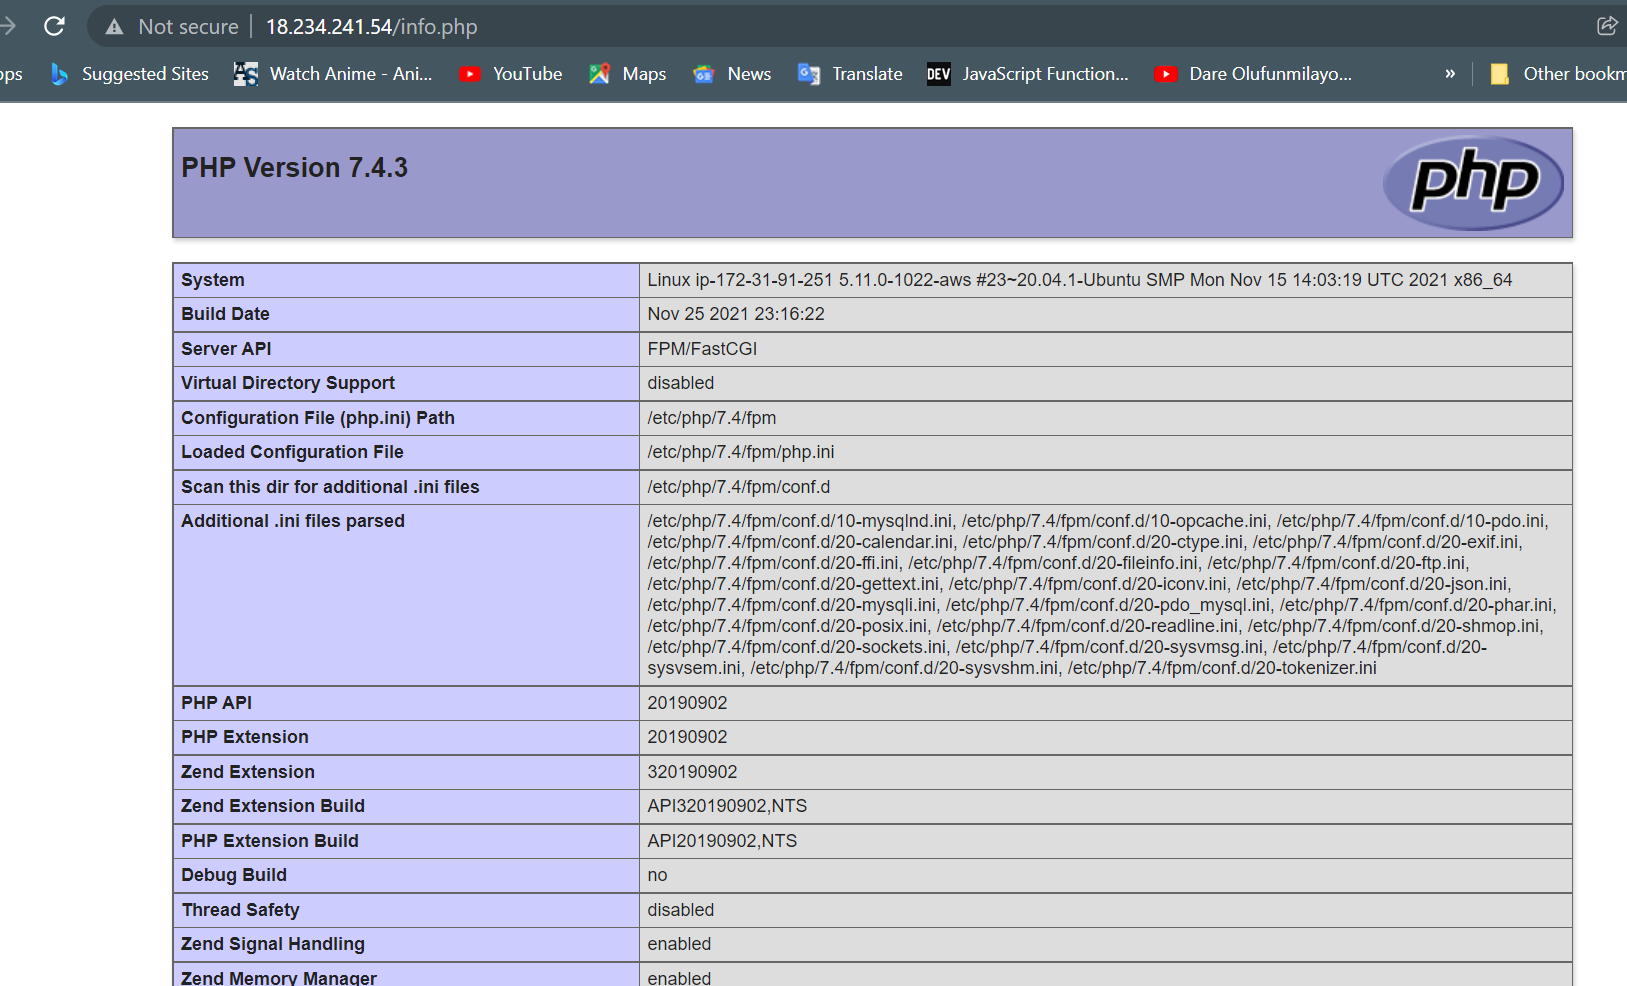 Not secure 18.234.241.54/info.php
Suggested Sites Watch Anime - Ani... YouTube Maps News Translate DEV JavaScript Function... Dare Olufunmilayo... » Other bookm
PHP Version 7.4.3
php
System Linux ip-172-31-91-251 5.11.0-1022-aws #23~20.04.1-Ubuntu SMP Mon Nov 15 14:03:19 UTC 2021 x86_64
Build Date Nov 25 2021 23:16:22
Server API FPM/FastCGI
Virtual Directory Support disabled
Configuration File (php.ini) Path /etc/php/7.4/fpm
Loaded Configuration File /etc/php/7.4/fpm/php.ini
Scan this dir for additional .ini files /etc/php/7.4/fpm/conf.d
Additional .ini files parsed /etc/php/7.4/fpm/conf.d/10-mysqlnd.ini, /etc/php/7.4/fpm/conf.d/10-opcache.ini, /etc/php/7.4/fpm/conf.d/10-pdo.ini,
/etc/php/7.4/fpm/conf.d/20-calendar.ini, /etc/php/7.4/fpm/conf.d/20-ctype.ini, /etc/php/7.4/fpm/conf.d/20-exif.ini,
/etc/php/7.4/fpm/conf.d/20-ffi.ini, /etc/php/7.4/fpm/conf.d/20-fileinfo.ini, /etc/php/7.4/fpm/conf.d/20-ftp.ini,
/etc/php/7.4/fpm/conf.d/20-gettext.ini, /etc/php/7.4/fpm/conf.d/20-iconv.ini, /etc/php/7.4/fpm/conf.d/20-json.ini,
/etc/php/7.4/fpm/conf.d/20-mysqli.ini, /etc/php/7.4/fpm/conf.d/20-pdo_mysql.ini, /etc/php/7.4/fpm/conf.d/20-phar.ini,
/etc/php/7.4/fpm/conf.d/20-posix.ini, /etc/php/7.4/fpm/conf.d/20-readline.ini, /etc/php/7.4/fpm/conf.d/20-shmop.ini,
/etc/php/7.4/fpm/conf.d/20-sockets.ini, /etc/php/7.4/fpm/conf.d/20-sysvmsg.ini, /etc/php/7.4/fpm/conf.d/20-
sysvsem.ini, /etc/php/7.4/fpm/conf.d/20-sysvshm.ini, /etc/php/7.4/fpm/conf.d/20-tokenizer.ini
PHP API 20190902
PHP Extension 20190902
Zend Extension 320190902
Zend Extension Build API320190902,NTS
PHP Extension Build API20190902,NTS
Debug Build no
Thread Safety disabled
Zend Signal Handling enabled
Zend Memory Manager enabled